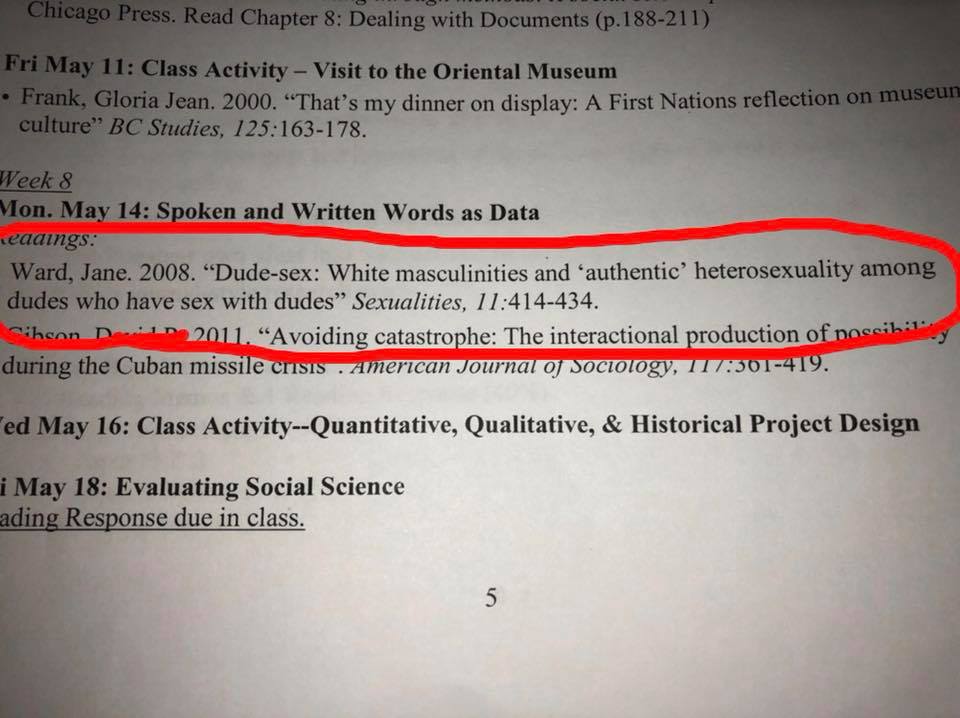 Chicago Press. Read Chapter 8: Dealing with Documents (p.188-211)
Fri May 11: Class Activity – Visit to the Oriental Museum
• Frank, Gloria Jean. 2000. “That’s my dinner on display: A First Nations reflection on museum
culture” BC Studies, 125:163-178.
Week 8
Mon. May 14: Spoken and Written Words as Data
Readings:
Ward, Jane. 2008. “Dude-sex: White masculinities and ‘authentic’ heterosexuality among
dudes who have sex with dudes” Sexualities, 11:414-434.
Gibson, 2011. “Avoiding catastrophe: The interactional production of possibility
during the Cuban missile crisis”. American Journal of Sociology, 117:361-419.
ed May 16: Class Activity--Quantitative, Qualitative, & Historical Project Design
i May 18: Evaluating Social Science
ading Response due in class.
5